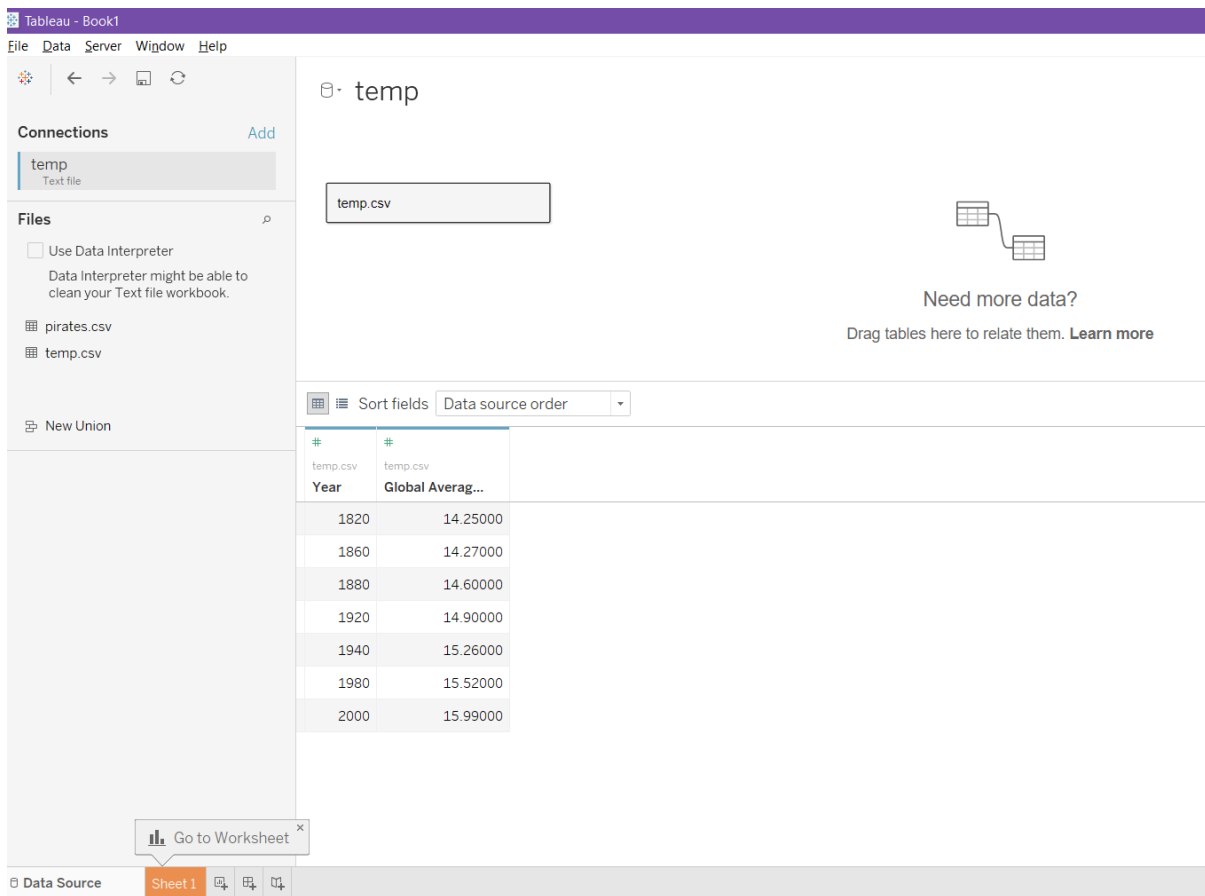 Tableau - Book1
File Data Server Window Help
temp
Connections Add
temp
Text file
temp.csv
Files
Use Data Interpreter
Data Interpreter might be able to
clean your Text file workbook.
Need more data?
Drag tables here to relate them. Learn more
pirates.csv
temp.csv
New Union
Sort fields Data source order
# #
temp.csv temp.csv
Year Global Averag...
1820 14.25000
1860 14.27000
1880 14.60000
1920 14.90000
1940 15.26000
1980 15.52000
2000 15.99000
Go to Worksheet ×
Data Source Sheet 1